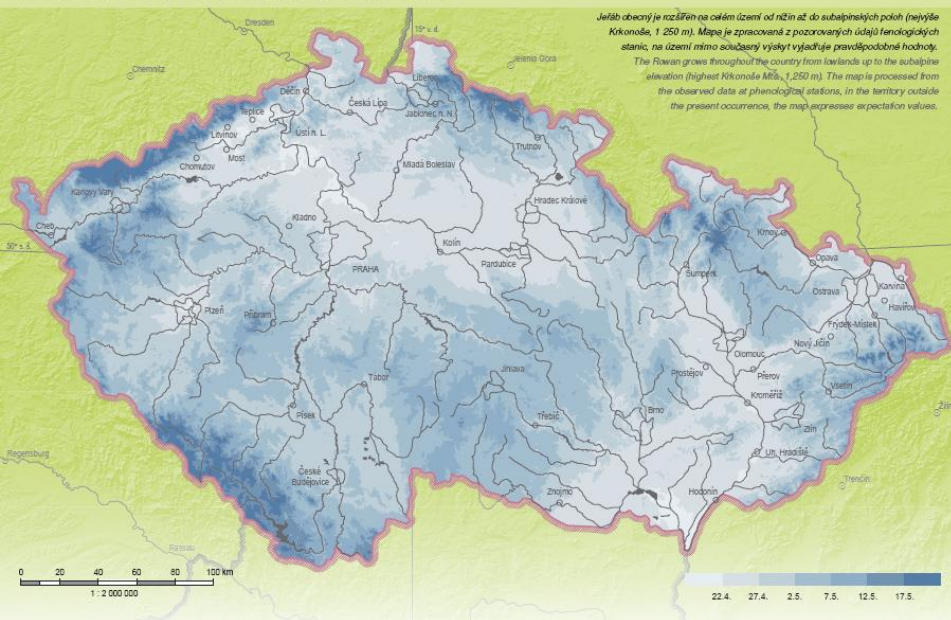 Jeřáb obecný je rozšířen na celém území od nížin až do subalpinských poloh (nejvýše
Krkonoše, 1 250 m). Mapa je zpracovaná z pozorovaných údajů fenologických
stanic, na území mimo současný výskyt vyjadřuje pravděpodobné hodnoty.
The Rowan grows throughout the country from lowlands up to the subalpine
elevation (highest Krkonoše Mts., 1,250 m). The map is processed from
the observed data at phenological stations, in the territory outside
the present occurrence, the map expresses expectation values.
Dresden
15° v. d.
Chemnitz
Jelenia Góra
Liberec
Děčín
Česká Lípa
Jablonec n. N.
Teplice
Ústí n. L.
Litvínov
Most
Trutnov
Chomutov
Mladá Boleslav
Karlovy Vary
Hradec Králové
Kladno
Cheb
50° s. š.
Kolín
Krnov
Pardubice
Opava
PRAHA
Šumperk
Karviná
Ostrava
Havířov
Plzeň
Příbram
Frýdek-Místek
Nový Jičín
Olomouc
Jihlava
Prostějov
Přerov
Tábor
Vsetín
Kroměříž
Písek
Třebíč
Brno
Žilina
Zlín
Regensburg
Uh. Hradiště
České
Budějovice
Trenčín
Znojmo
Hodonín
Passau
0 20 40 60 80 100 km
1 : 2 000 000
22.4. 27.4. 2.5. 7.5. 12.5. 17.5.